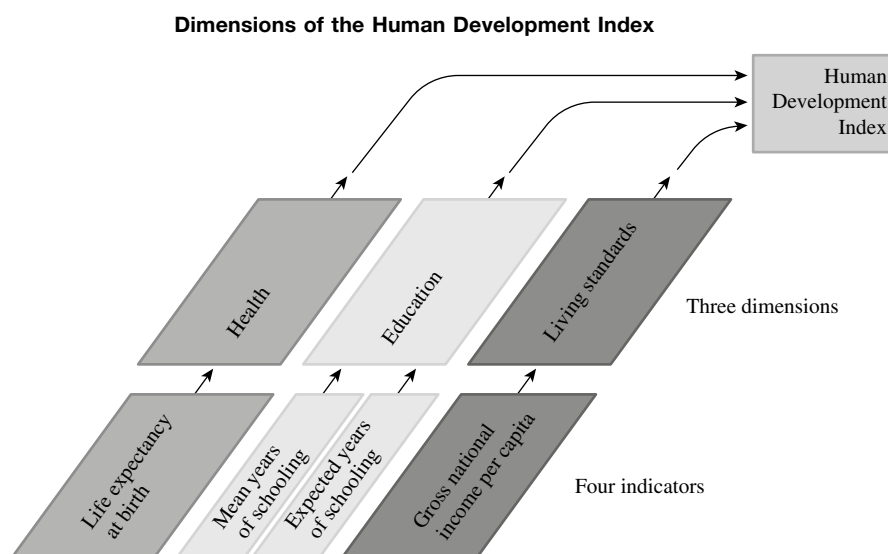 Dimensions of the Human Development Index
Human
Development
Index
Health
Education
Living standards
Three dimensions
Life expectancy
at birth
Mean years
of schooling
Expected years
of schooling
Gross national
income per capita
Four indicators